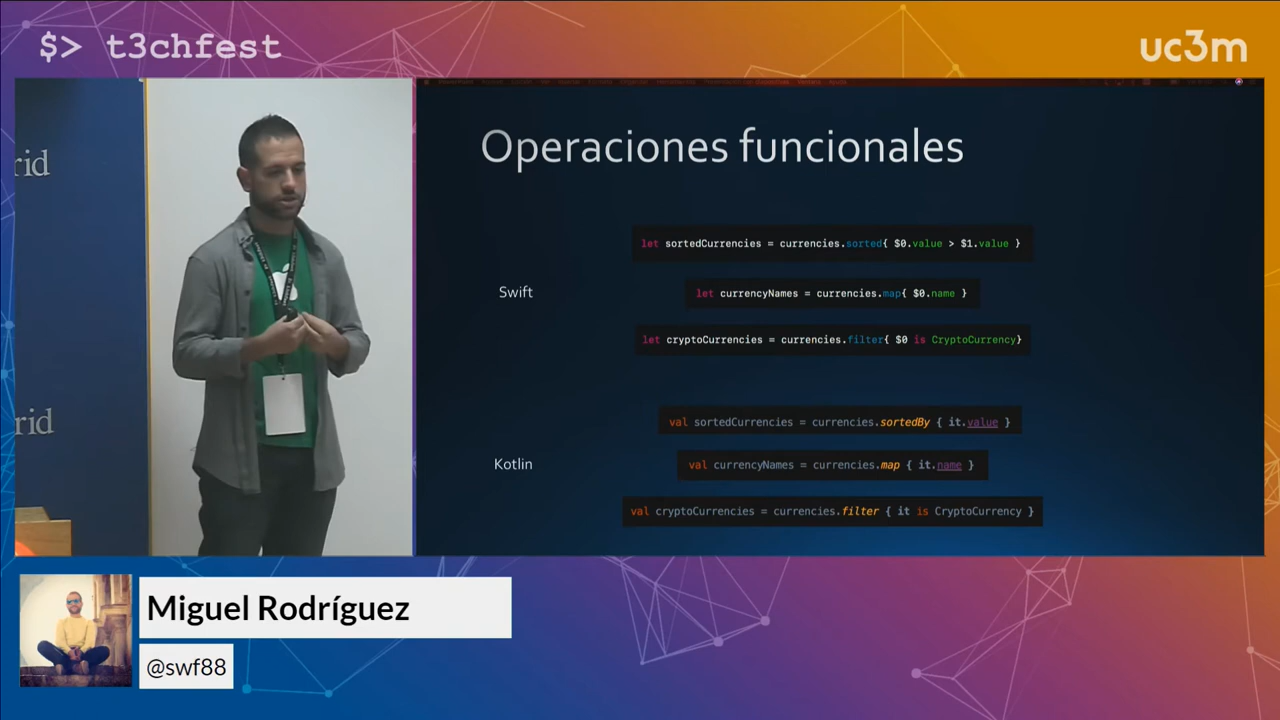 $> t3chfest
uc3m
rid
rid
Operaciones funcionales
Swift
let sortedCurrencies = currencies.sorted{ $0.value > $1.value }
let currencyNames = currencies.map{ $0.name }
let cryptoCurrencies = currencies.filter{ $0 is CryptoCurrency}
Kotlin
val sortedCurrencies = currencies.sortedBy { it.value }
val currencyNames = currencies.map { it.name }
val cryptoCurrencies = currencies.filter { it is CryptoCurrency }
Miguel Rodríguez
@swf88